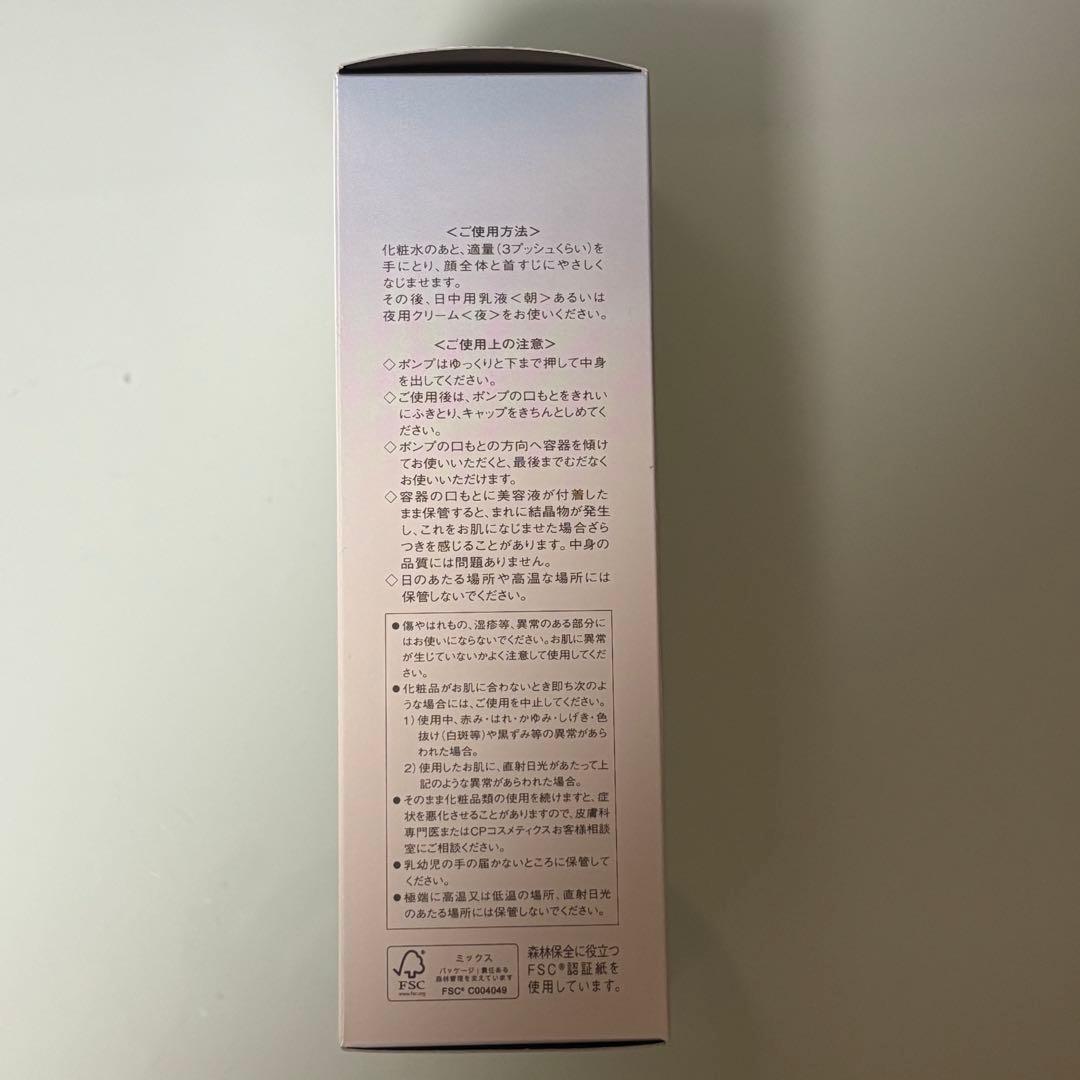 ＜ご使用方法＞
化粧水のあと、適量（3プッシュくらい）を
手にとり、顔全体と首すじにやさしく
なじませます。
その後、日中用乳液＜朝＞あるいは
夜用クリーム＜夜＞をお使いください。
＜ご使用上の注意＞
◇ポンプはゆっくりと下まで押して中身
を出してください。
◇ご使用後は、ポンプの口もとをきれい
にふきとり、キャップをきちんとしめてく
ださい。
◇ポンプの口もとの方向へ容器を傾け
てお使いいただくと、最後までむだなく
お使いいただけます。
◇容器の口もとに美容液が付着した
まま保管すると、まれに結晶物が発生
し、これをお肌になじませた場合ざら
つきを感じることがあります。中身の
品質には問題ありません。
◇日のあたる場所や高温な場所には
保管しないでください。
●傷やはれもの、湿疹等、異常のある部分に
はお使いにならないでください。お肌に異常
が生じていないかよく注意して使用してくだ
さい。
●化粧品がお肌に合わないとき即ち次のよ
うな場合には、ご使用を中止してください。
1）使用中、赤み・はれ・かゆみ・しげき・色
抜け（白斑等）や黒ずみ等の異常があら
われた場合。
2）使用したお肌に、直射日光があたって上
記のような異常があらわれた場合。
●そのまま化粧品類の使用を続けますと、症
状を悪化させることがありますので、皮膚科
専門医またはCPコスメティクスお客様相談
室にご相談ください。
●乳幼児の手の届かないところに保管して
ください。
●極端に高温又は低温の場所、直射日光
のあたる場所には保管しないでください。
FSC
www.fsc.org
ミックス
パッケージ｜責任ある
森林管理を支えています
FSC® C004049
森林保全に役立つ
FSC®認証紙を
使用しています。